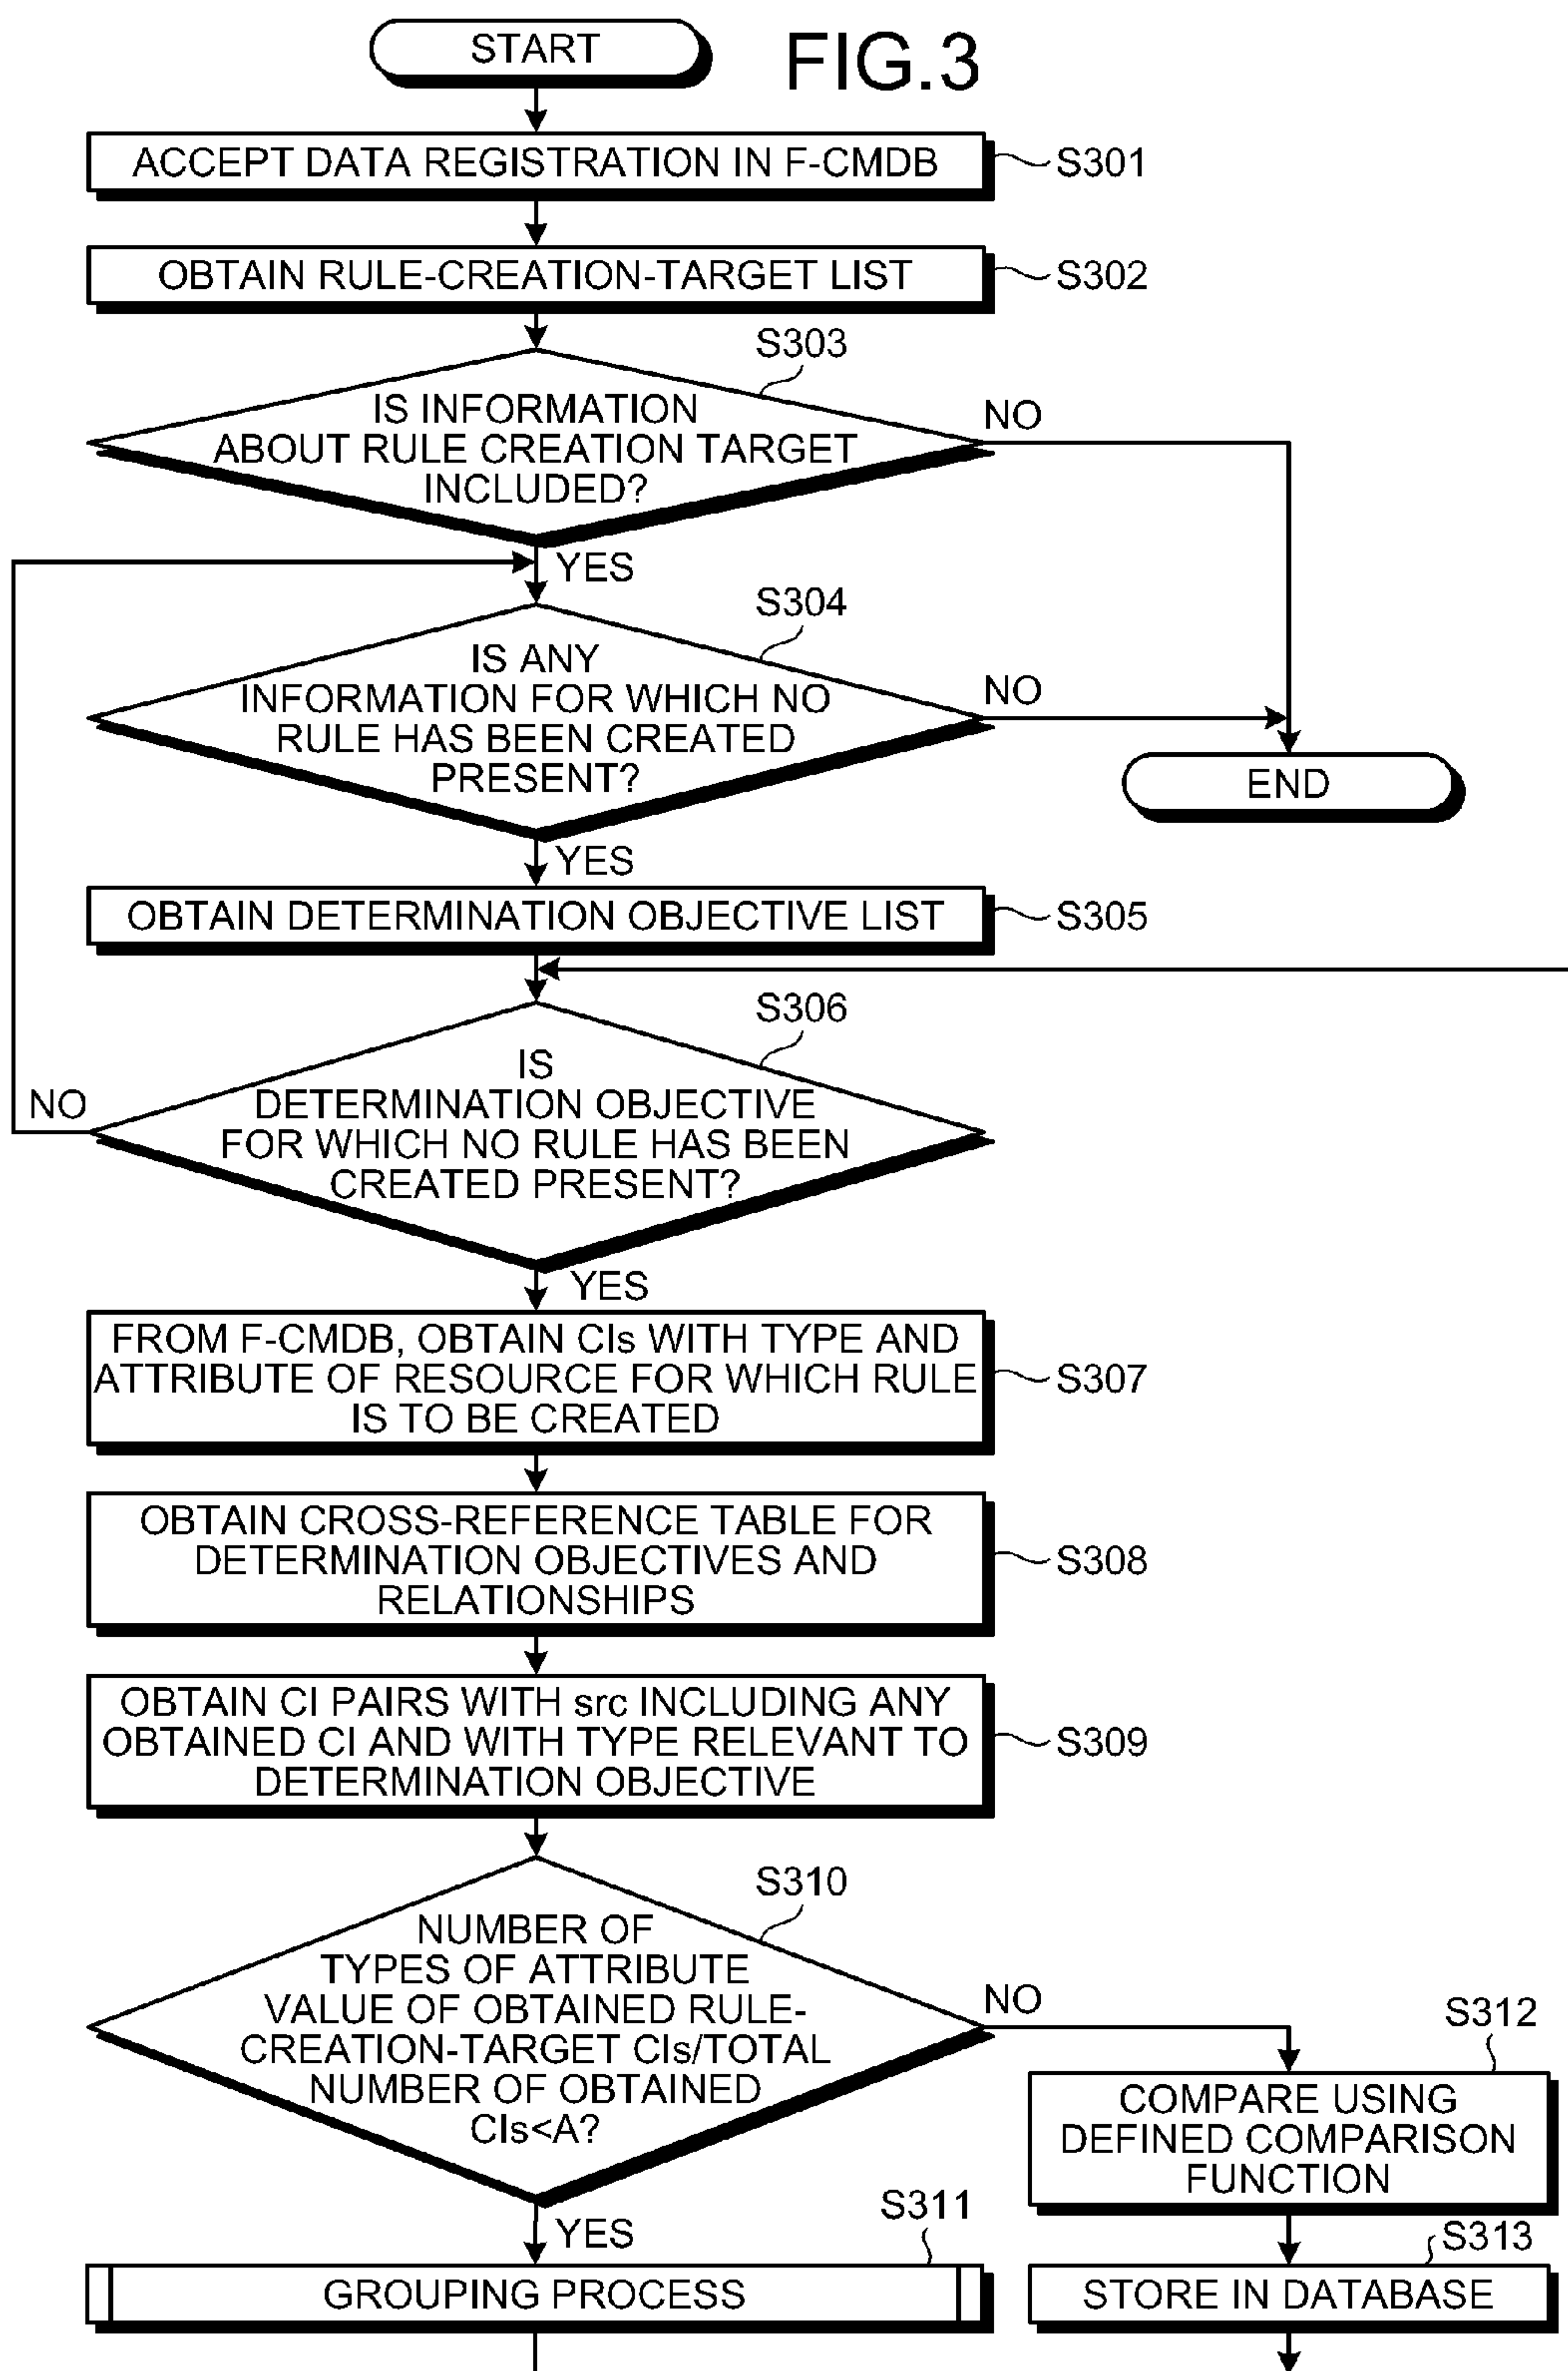 START
FIG.3
ACCEPT DATA REGISTRATION IN F-CMDB
S301
OBTAIN RULE-CREATION-TARGET LIST
S302
S303
IS INFORMATION
ABOUT RULE CREATION TARGET
INCLUDED?
NO
YES
S304
IS ANY
INFORMATION FOR WHICH NO
RULE HAS BEEN CREATED
PRESENT?
NO
END
YES
OBTAIN DETERMINATION OBJECTIVE LIST
S305
S306
IS
DETERMINATION OBJECTIVE
FOR WHICH NO RULE HAS BEEN
CREATED PRESENT?
NO
YES
FROM F-CMDB, OBTAIN CIs WITH TYPE AND
ATTRIBUTE OF RESOURCE FOR WHICH RULE
IS TO BE CREATED
S307
OBTAIN CROSS-REFERENCE TABLE FOR
DETERMINATION OBJECTIVES AND
RELATIONSHIPS
S308
OBTAIN CI PAIRS WITH src INCLUDING ANY
OBTAINED CI AND WITH TYPE RELEVANT TO
DETERMINATION OBJECTIVE
S309
S310
NUMBER OF
TYPES OF ATTRIBUTE
VALUE OF OBTAINED RULE-
CREATION-TARGET CIs/TOTAL
NUMBER OF OBTAINED
CIs<A?
NO
S312
COMPARE USING
DEFINED COMPARISON
FUNCTION
YES
S311
GROUPING PROCESS
S313
STORE IN DATABASE